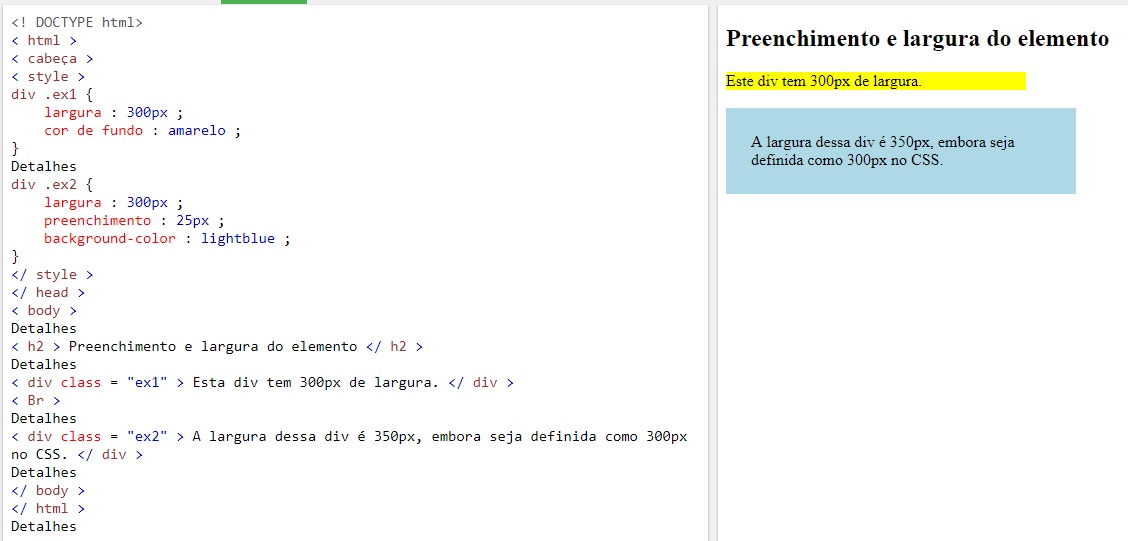 <! DOCTYPE html>
< html >
< cabeça >
< style >
div .ex1 {
    largura : 300px ;
    cor de fundo : amarelo ;
}
Detalhes
div .ex2 {
    largura : 300px ;
    preenchimento : 25px ;
    background-color : lightblue ;
}
</ style >
</ head >
< body >
Detalhes
< h2 > Preenchimento e largura do elemento </ h2 >
Detalhes
< div class = "ex1" > Esta div tem 300px de largura. </ div >
< Br >
Detalhes
< div class = "ex2" > A largura dessa div é 350px, embora seja definida como 300px
no CSS. </ div >
Detalhes
</ body >
</ html >
Detalhes
Preenchimento e largura do elemento
Este div tem 300px de largura.
A largura dessa div é 350px, embora seja
definida como 300px no CSS.